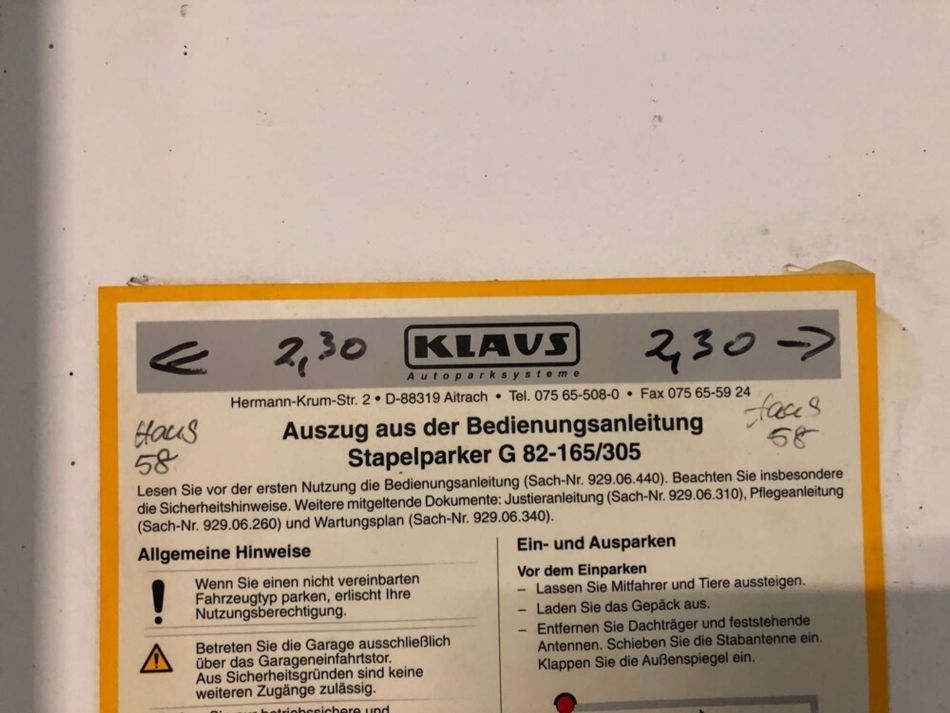 ← 2,30 KLAUS 2,30 →
Autoparksysteme
Hermann-Krum-Str. 2 • D-88319 Aitrach • Tel. 075 65-508-0 • Fax 075 65-59 24
Haus
58
Haus
58
Auszug aus der Bedienungsanleitung
Stapelparker G 82-165/305
Lesen Sie vor der ersten Nutzung die Bedienungsanleitung (Sach-Nr. 929.06.440). Beachten Sie insbesondere
die Sicherheitshinweise. Weitere mitgeltende Dokumente: Justieranleitung (Sach-Nr. 929.06.310), Pflegeanleitung
(Sach-Nr. 929.06.260) und Wartungsplan (Sach-Nr. 929.06.340).
Allgemeine Hinweise
Wenn Sie einen nicht vereinbarten
Fahrzeugtyp parken, erlischt Ihre
Nutzungsberechtigung.
Betreten Sie die Garage ausschließlich
über das Garageneinfahrtstor.
Aus Sicherheitsgründen sind keine
weiteren Zugänge zulässig.
Ein- und Ausparken
Vor dem Einparken
– Lassen Sie Mitfahrer und Tiere aussteigen.
– Laden Sie das Gepäck aus.
– Entfernen Sie Dachträger und feststehende
Antennen. Schieben Sie die Stabantenne ein.
Klappen Sie die Außenspiegel ein.